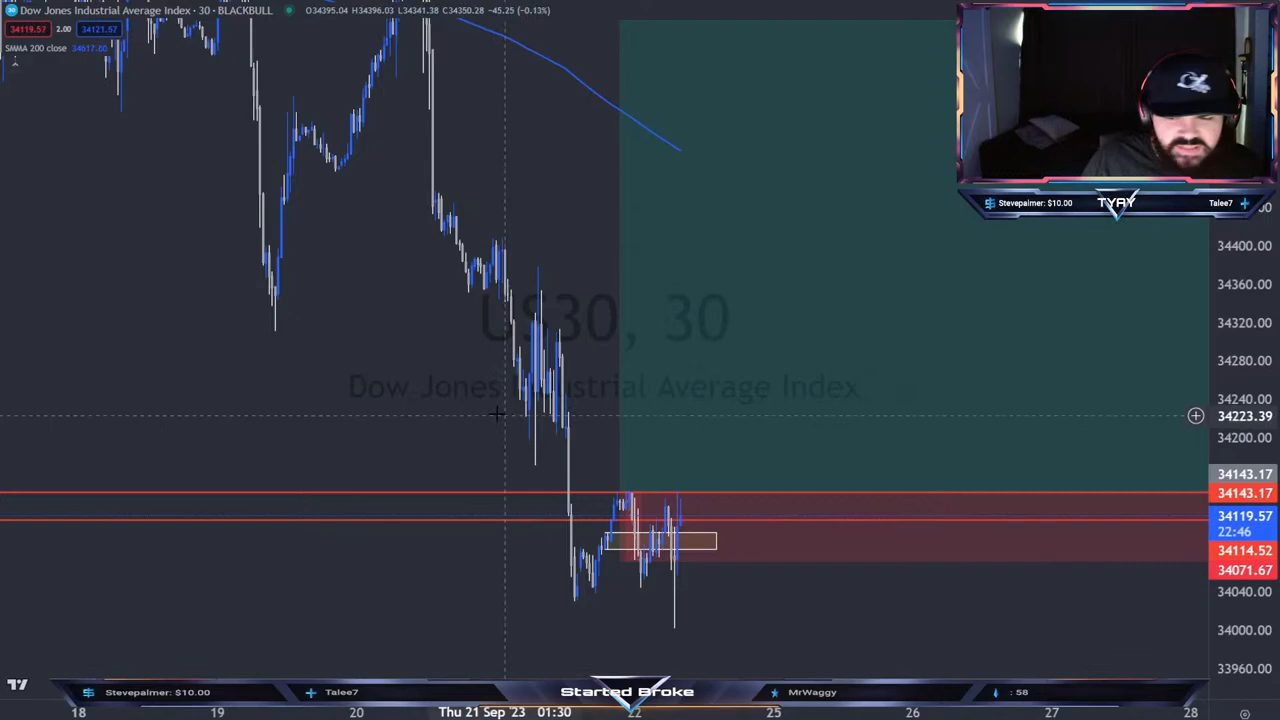 Dow Jones Industrial Average Index · 30 · BLACKBULL O34395.04 H34396.03 L34341.38 C34350.28 -45.25 (-0.13%)
34119.57 2.00 34121.57
SMMA 200 close 34617.60
Stevepalmer: $10.00 TYAY Talee7
34400.00
34360.00
34320.00
34280.00
34240.00
34223.39
34200.00
34143.17
34143.17
34119.57
22:46
34114.52
34071.67
34040.00
34000.00
33960.00
US30, 30
Dow Jones Industrial Average Index
Stevepalmer: $10.00 Talee7 Started Broke MrWaggy : 58
18 19 20 Thu 21 Sep '23 01:30 22 25 26 27 28